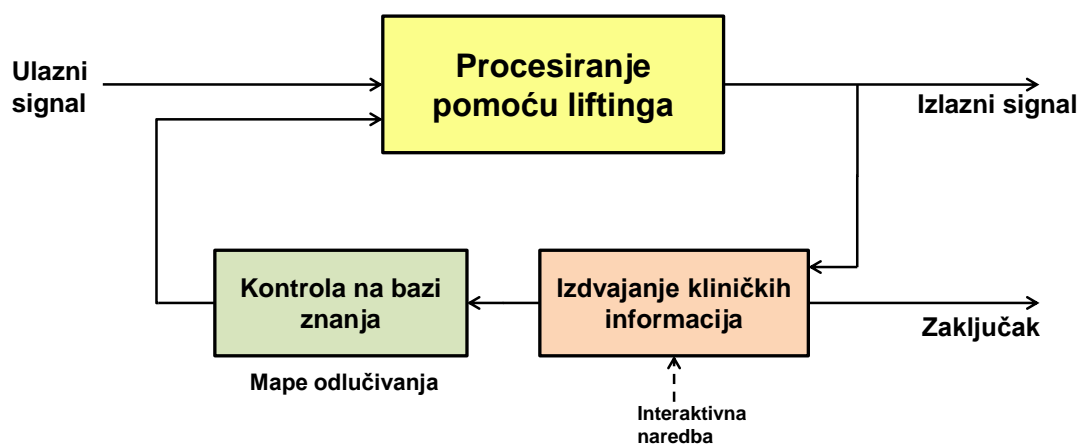 Ulazni
signal
Procesiranje
pomoću liftinga
Izlazni signal
Kontrola na bazi
znanja
Izdvajanje kliničkih
informacija
Zaključak
Mape odlučivanja
Interaktivna
naredba